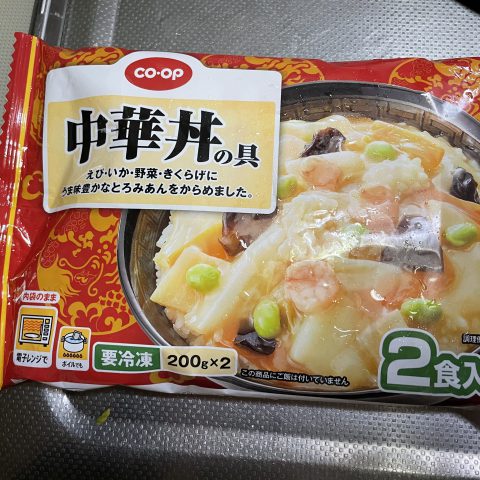 CO·OP
中華丼の具
えび・いか・野菜・きくらげに
うま味豊かなとろみあんをからめました。
内袋のまま
電子レンジで
ボイルでも
要冷凍
200g×2
この商品にご飯は付いていません
2食入